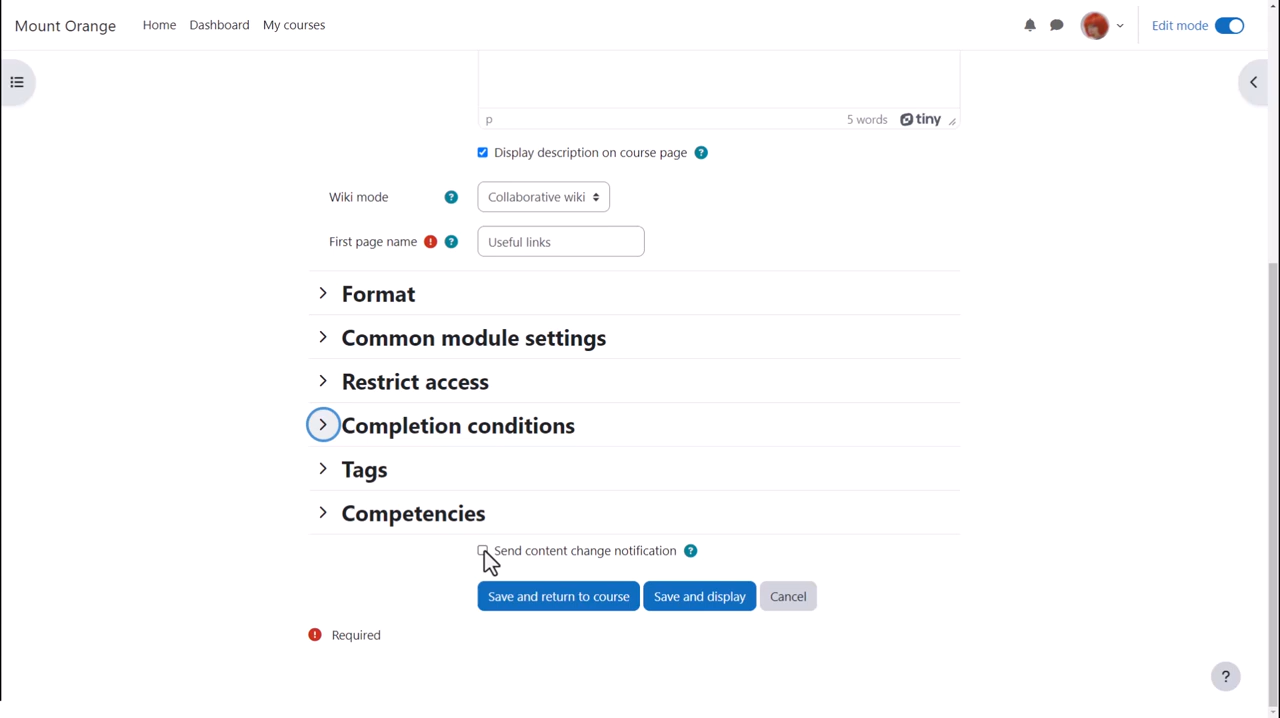 Mount Orange Home Dashboard My courses Edit mode
p 5 words tiny
Display description on course page ?
Wiki mode ? Collaborative wiki
First page name ! ? Useful links
Format
Common module settings
Restrict access
Completion conditions
Tags
Competencies
Send content change notification ?
Save and return to course Save and display Cancel
! Required
?